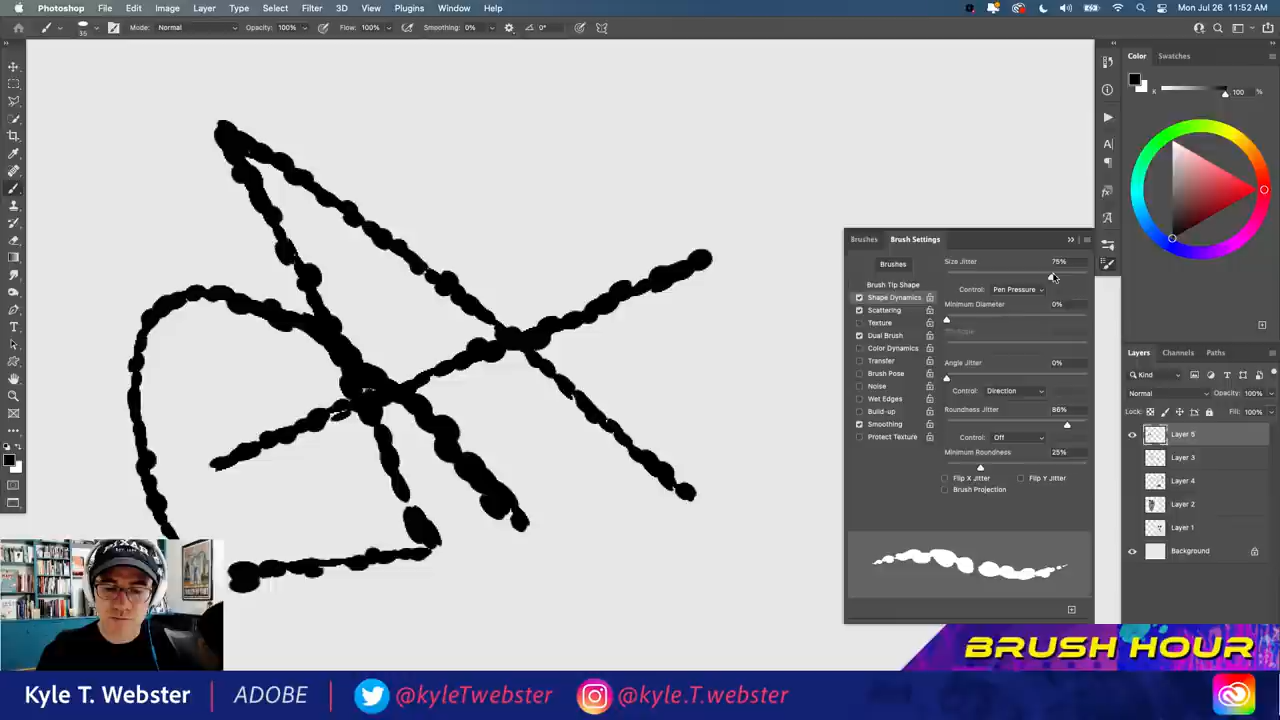 Photoshop File Edit Image Layer Type Select Filter 3D View Plugins Window Help Mon Jul 26 11:52 AM
35 Mode: Normal Opacity: 100% Flow: 100% Smoothing: 0% 0°
Color Swatches
K 100 %
Brushes Brush Settings
Brushes
Brush Tip Shape
Shape Dynamics
Scattering
Texture
Dual Brush
Color Dynamics
Transfer
Brush Pose
Noise
Wet Edges
Build-up
Smoothing
Protect Texture
Size Jitter 75%
Control: Pen Pressure
Minimum Diameter 0%
Angle Jitter 0%
Control: Direction
Roundness Jitter 86%
Control: Off
Minimum Roundness 25%
Flip X Jitter Flip Y Jitter
Brush Projection
Layers Channels Paths
Kind
Normal Opacity: 100%
Lock: Fill: 100%
Layer 5
Layer 3
Layer 4
Layer 2
Layer 1
Background
BRUSH HOUR
Kyle T. Webster | ADOBE @kyleTwebster @kyle.T.webster